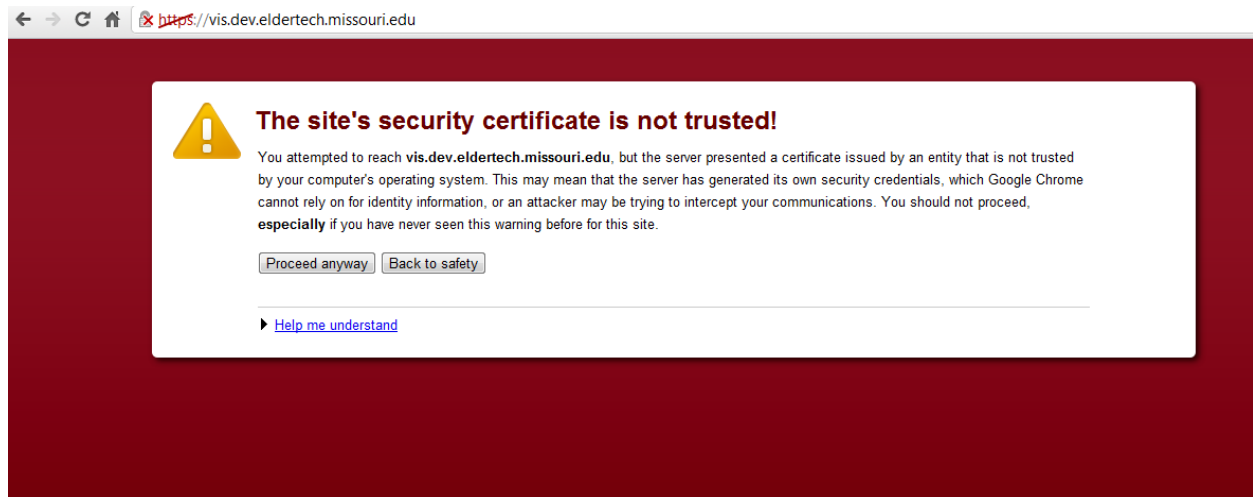 https://vis.dev.eldertech.missouri.edu
The site's security certificate is not trusted!
You attempted to reach vis.dev.eldertech.missouri.edu, but the server presented a certificate issued by an entity that is not trusted
by your computer's operating system. This may mean that the server has generated its own security credentials, which Google Chrome
cannot rely on for identity information, or an attacker may be trying to intercept your communications. You should not proceed,
especially if you have never seen this warning before for this site.
Proceed anyway Back to safety
Help me understand